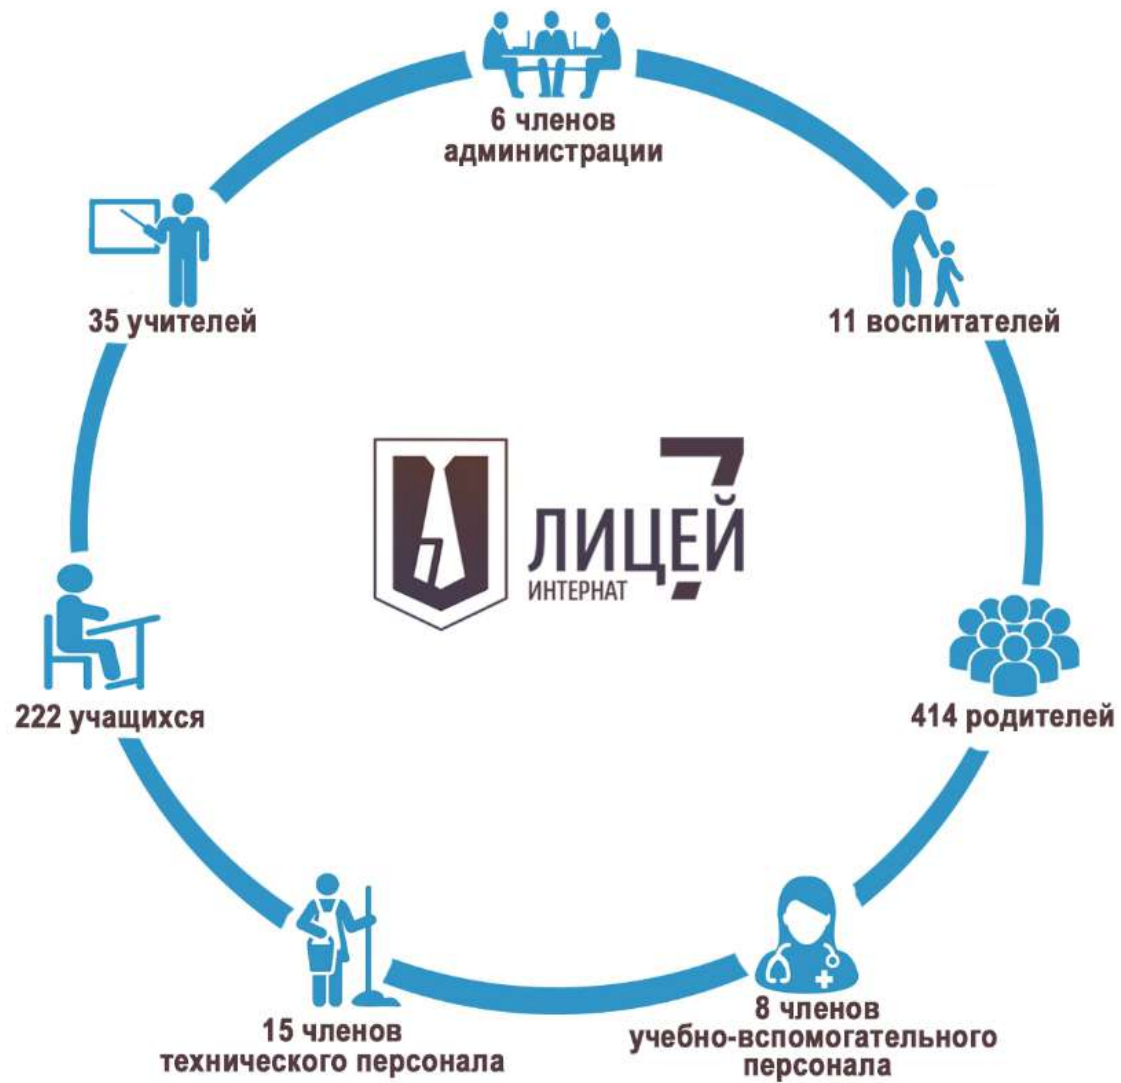 6 членов
администрации
35 учителей
11 воспитателей
7
ЛИЦЕЙ
ИНТЕРНАТ
7
222 учащихся
414 родителей
15 членов
технического персонала
8 членов
учебно-вспомогательного
персонала